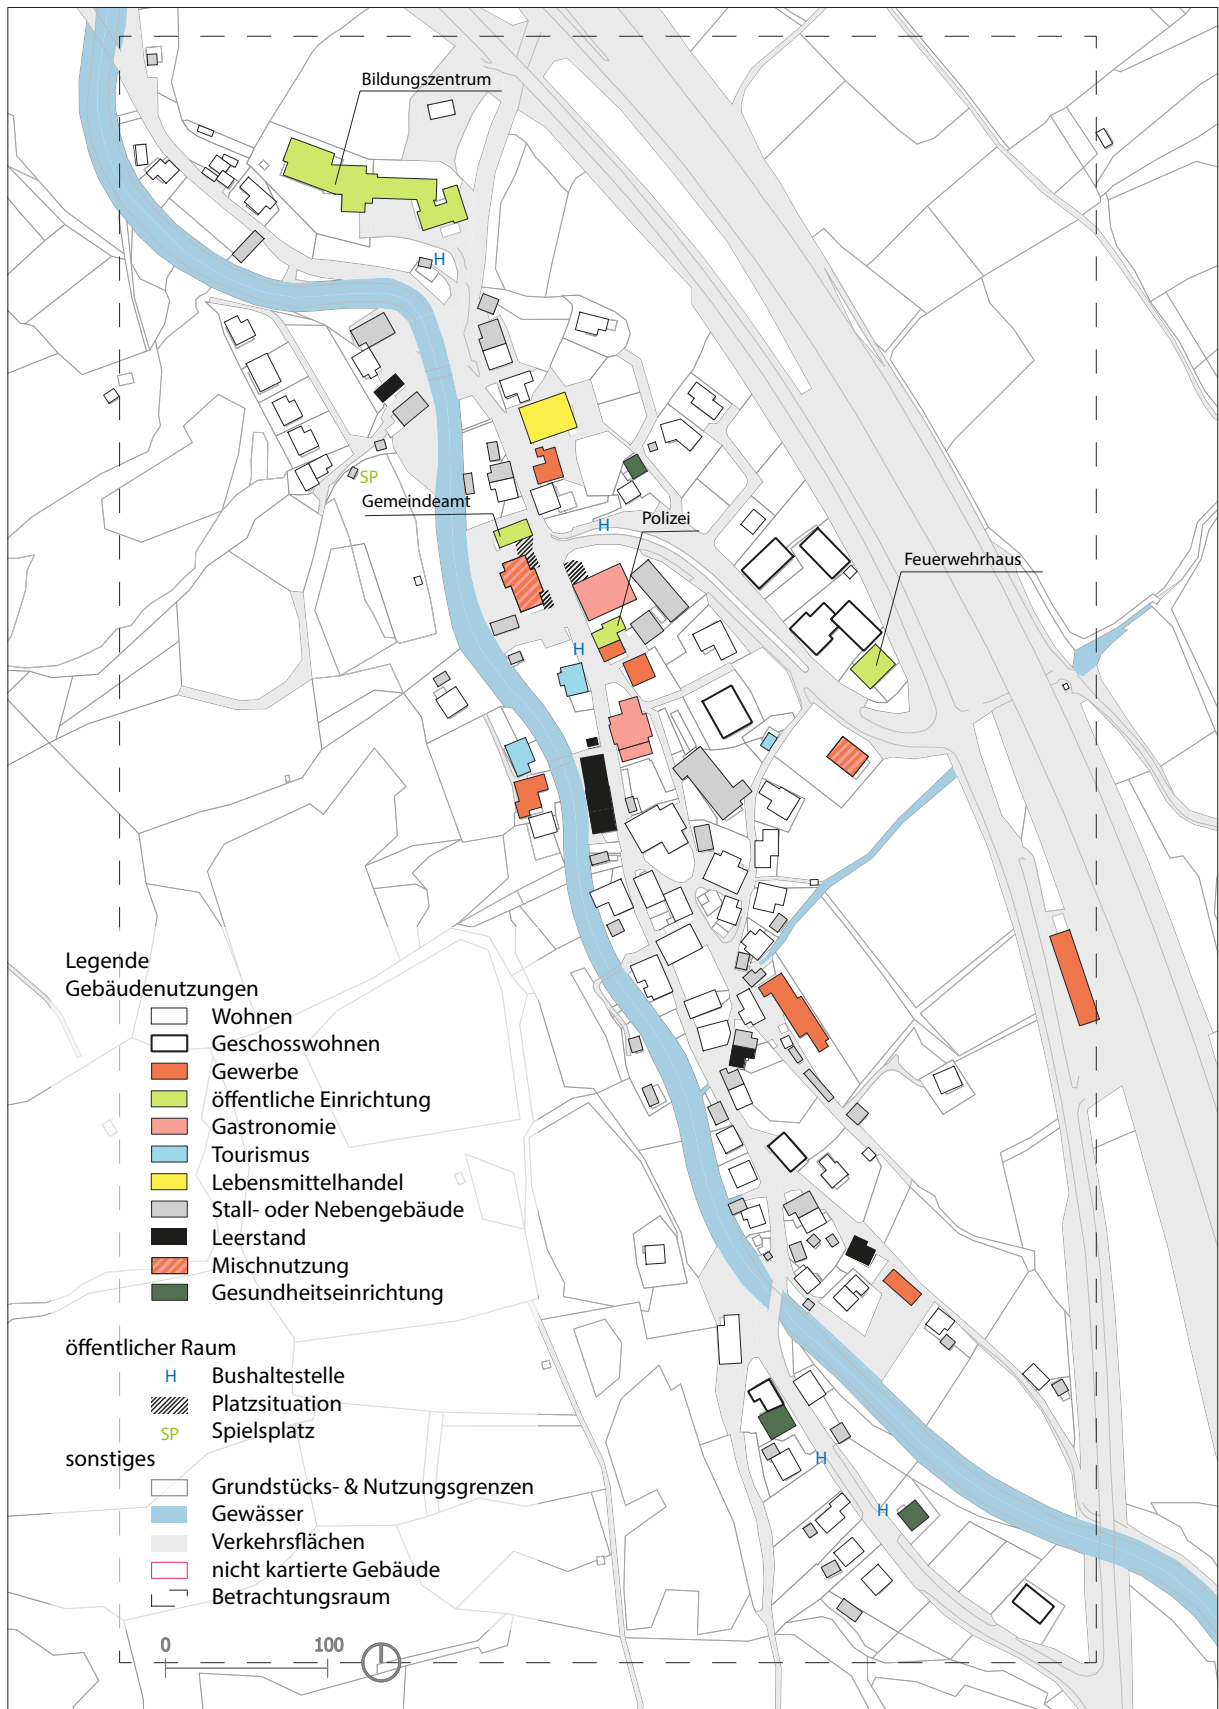 Bildungszentrum
H
SP
Gemeindeamt
H
Polizei
Feuerwehrhaus
H
Legende
Gebäudenutzungen
Wohnen
Geschosswohnen
Gewerbe
öffentliche Einrichtung
Gastronomie
Tourismus
Lebensmittelhandel
Stall- oder Nebengebäude
Leerstand
Mischnutzung
Gesundheitseinrichtung
öffentlicher Raum
H Bushaltestelle
Platzsituation
SP Spielsplatz
sonstiges
H
Grundstücks- & Nutzungsgrenzen
H
Gewässer
Verkehrsflächen
nicht kartierte Gebäude
Betrachtungsraum
0 100